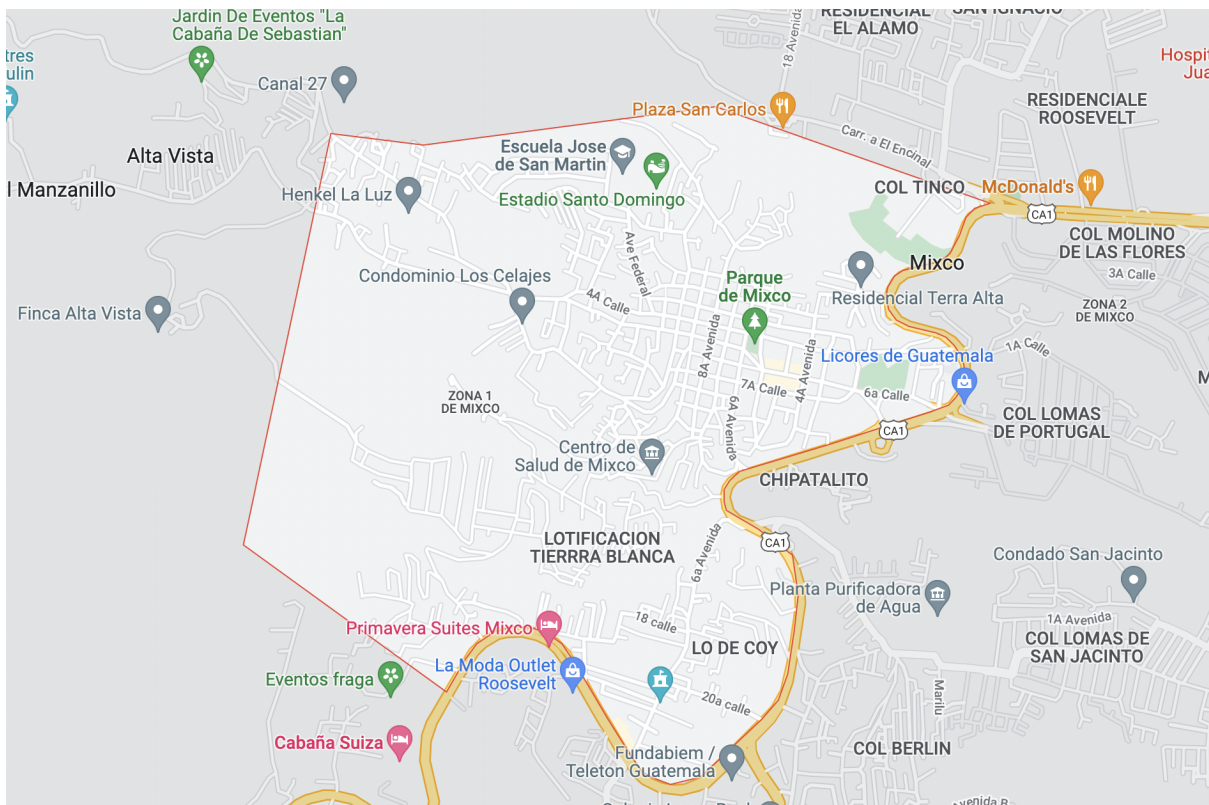 RESIDENCIAL
EL ALAMO
SAN IGNACIO
Jardin De Eventos "La
Cabaña De Sebastian"
18 Avenida
Canal 27
Plaza San Carlos
RESIDENCIALE
ROOSEVELT
Carr. a El Encinal
Alta Vista
Escuela Jose
de San Martin
El Manzanillo
Henkel La Luz
Estadio Santo Domingo
COL TINCO
McDonald's
CA1
COL MOLINO
DE LAS FLORES
Ave Federal
Mixco
3A Calle
Condominio Los Celajes
Parque
de Mixco
Residencial Terra Alta
4A Calle
Finca Alta Vista
ZONA 2
DE MIXCO
8A Avenida
1A Calle
Licores de Guatemala
4A Avenida
7A Calle
6a Calle
ZONA 1
DE MIXCO
6A Avenida
COL LOMAS
DE PORTUGAL
CA1
Centro de
Salud de Mixco
CHIPATALITO
LOTIFICACION
TIERRRA BLANCA
6a Avenida
CA1
Condado San Jacinto
Planta Purificadora
de Agua
1A Avenida
Primavera Suites Mixco
18 calle
LO DE COY
COL LOMAS DE
SAN JACINTO
La Moda Outlet
Roosevelt
Eventos fraga
20a calle
Marilu
Cabaña Suiza
Fundabiem /
Teleton Guatemala
COL BERLIN